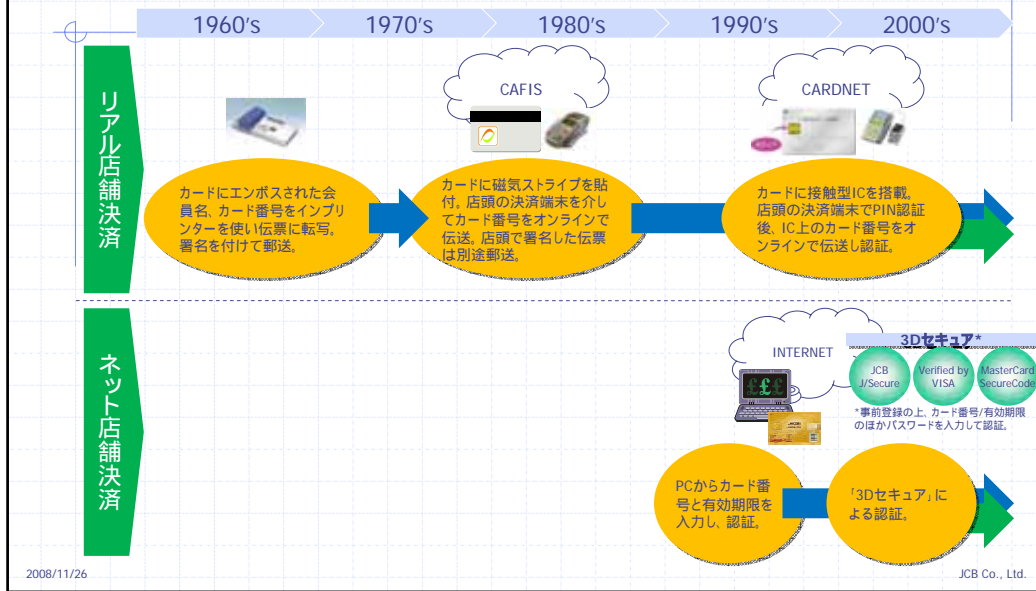 1960's
1970's
1980's
1990's
2000's
リアル店舗決済
CAFIS
CARDNET
カードにエンボスされた会
員名、カード番号をインプリ
ンターを使い伝票に転写。
署名を付けて郵送。
カードに磁気ストライプを貼
付。店頭の決済端末を介し
てカード番号をオンラインで
伝送。店頭で署名した伝票
は別途郵送。
カードに接触型ICを搭載。
店頭の決済端末でPIN認証
後、IC上のカード番号をオ
ンラインで伝送し認証。
ネット店舗決済
INTERNET
£££
3Dセキュア*
JCB
J/Secure
Verified by
VISA
MasterCard
SecureCode
*事前登録の上、カード番号/有効期限
のほかパスワードを入力して認証。
PCからカード番
号と有効期限を
入力し、認証。
「3Dセキュア」に
よる認証。
2008/11/26
JCB Co., Ltd.